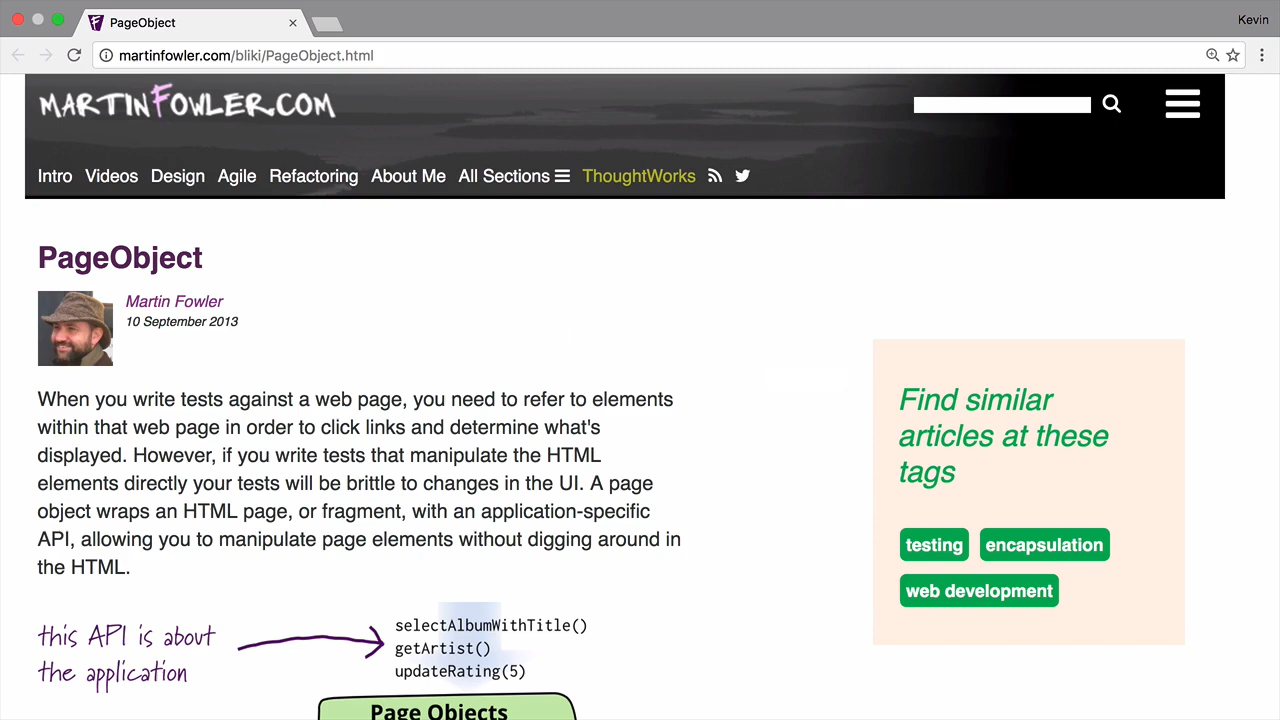 PageObject
Kevin
martinfowler.com/bliki/PageObject.html
MARTINFOWLER.COM
Intro Videos Design Agile Refactoring About Me All Sections ThoughtWorks
PageObject
Martin Fowler
10 September 2013
When you write tests against a web page, you need to refer to elements
within that web page in order to click links and determine what's
displayed. However, if you write tests that manipulate the HTML
elements directly your tests will be brittle to changes in the UI. A page
object wraps an HTML page, or fragment, with an application-specific
API, allowing you to manipulate page elements without digging around in
the HTML.
Find similar
articles at these
tags
testing encapsulation
web development
this API is about
the application
selectAlbumWithTitle()
getArtist()
updateRating(5)
Page Objects